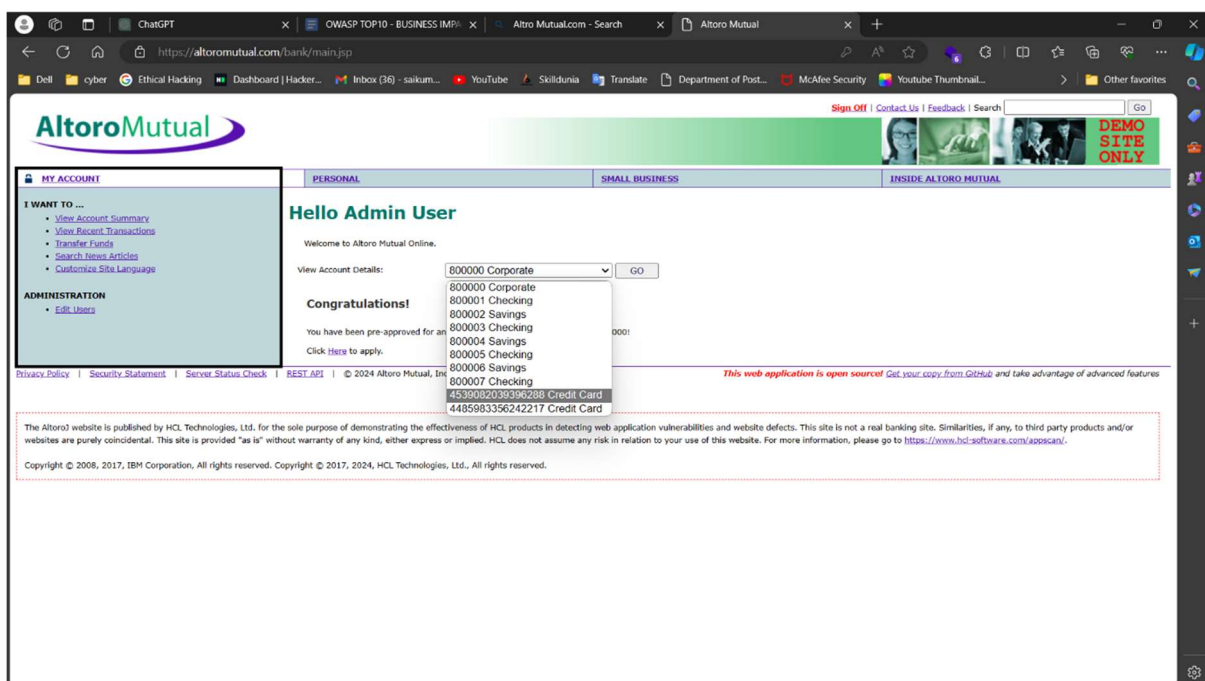 ChatGPT
OWASP TOP10 - BUSINESS IMPA
Altro Mutual.com - Search
Altoro Mutual
https://altoromutual.com/bank/main.jsp
Dell cyber Ethical Hacking Dashboard | Hacker... Inbox (36) - saikum... YouTube Skilldunia Translate Department of Post... McAfee Security Youtube Thumbnail... Other favorites
Sign Off | Contact Us | Feedback | Search Go
AltoroMutual
DEMO
SITE
ONLY
MY ACCOUNT PERSONAL SMALL BUSINESS INSIDE ALTORO MUTUAL
I WANT TO ...
View Account Summary
View Recent Transactions
Transfer Funds
Search News Articles
Customize Site Language
ADMINISTRATION
Edit Users
Hello Admin User
Welcome to Altoro Mutual Online.
View Account Details: 800000 Corporate GO
800000 Corporate
800001 Checking
800002 Savings
800003 Checking
800004 Savings
800005 Checking
800006 Savings
800007 Checking
4539082039396288 Credit Card
4485983356242217 Credit Card
Congratulations!
You have been pre-approved for an 000!
Click Here to apply.
Privacy Policy | Security Statement | Server Status Check | REST API | © 2024 Altoro Mutual, Inc
This web application is open source! Get your copy from GitHub and take advantage of advanced features
The AltoroJ website is published by HCL Technologies, Ltd. for the sole purpose of demonstrating the effectiveness of HCL products in detecting web application vulnerabilities and website defects. This site is not a real banking site. Similarities, if any, to third party products and/or
websites are purely coincidental. This site is provided "as is" without warranty of any kind, either express or implied. HCL does not assume any risk in relation to your use of this website. For more information, please go to https://www.hcl-software.com/appscan/.
Copyright © 2008, 2017, IBM Corporation, All rights reserved. Copyright © 2017, 2024, HCL Technologies, Ltd., All rights reserved.